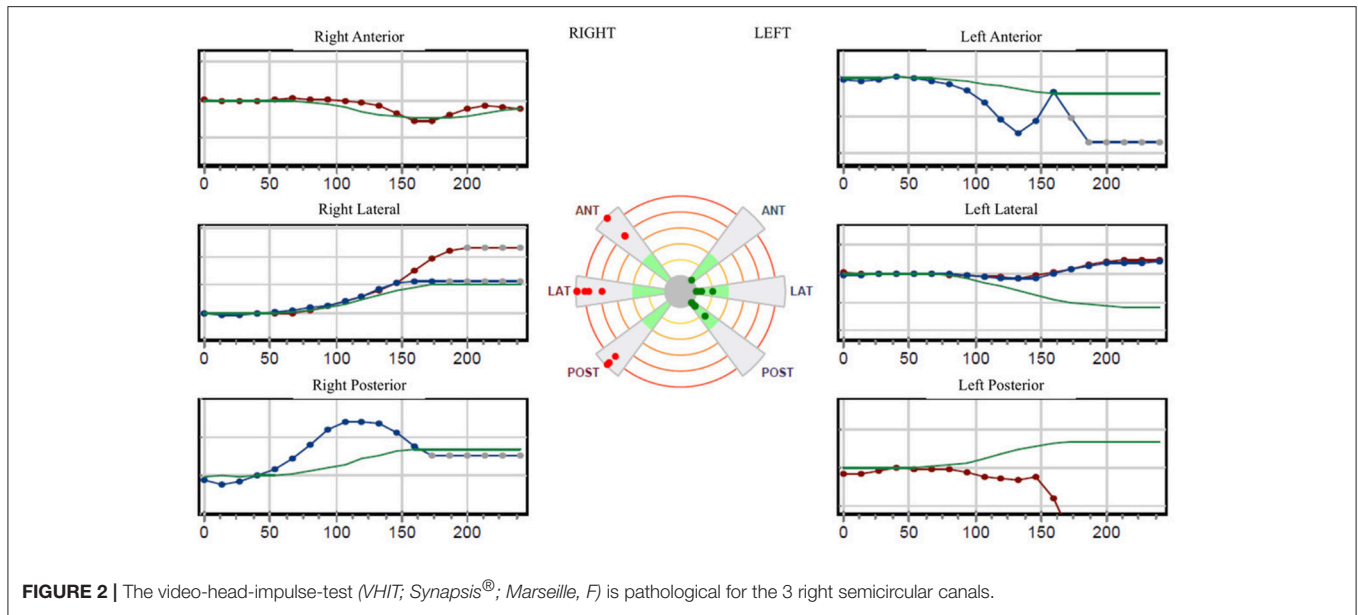 RIGHT LEFT
Right Anterior
0 50 100 150 200
Left Anterior
0 50 100 150 200
Right Lateral
0 50 100 150 200
ANT ANT
LAT LAT
POST POST
Left Lateral
0 50 100 150 200
Right Posterior
0 50 100 150 200
Left Posterior
0 50 100 150 200
FIGURE 2 | The video-head-impulse-test (VHIT; Synapsis®; Marseille, F) is pathological for the 3 right semicircular canals.